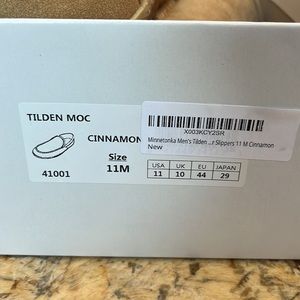 TILDEN MOC
CINNAMON
Size
11M
41001
X003KCY2SR
Minnetonka Men's Tilden ...r Slippers 11 M Cinnamon
New
USA UK EU JAPAN
11 10 44 29